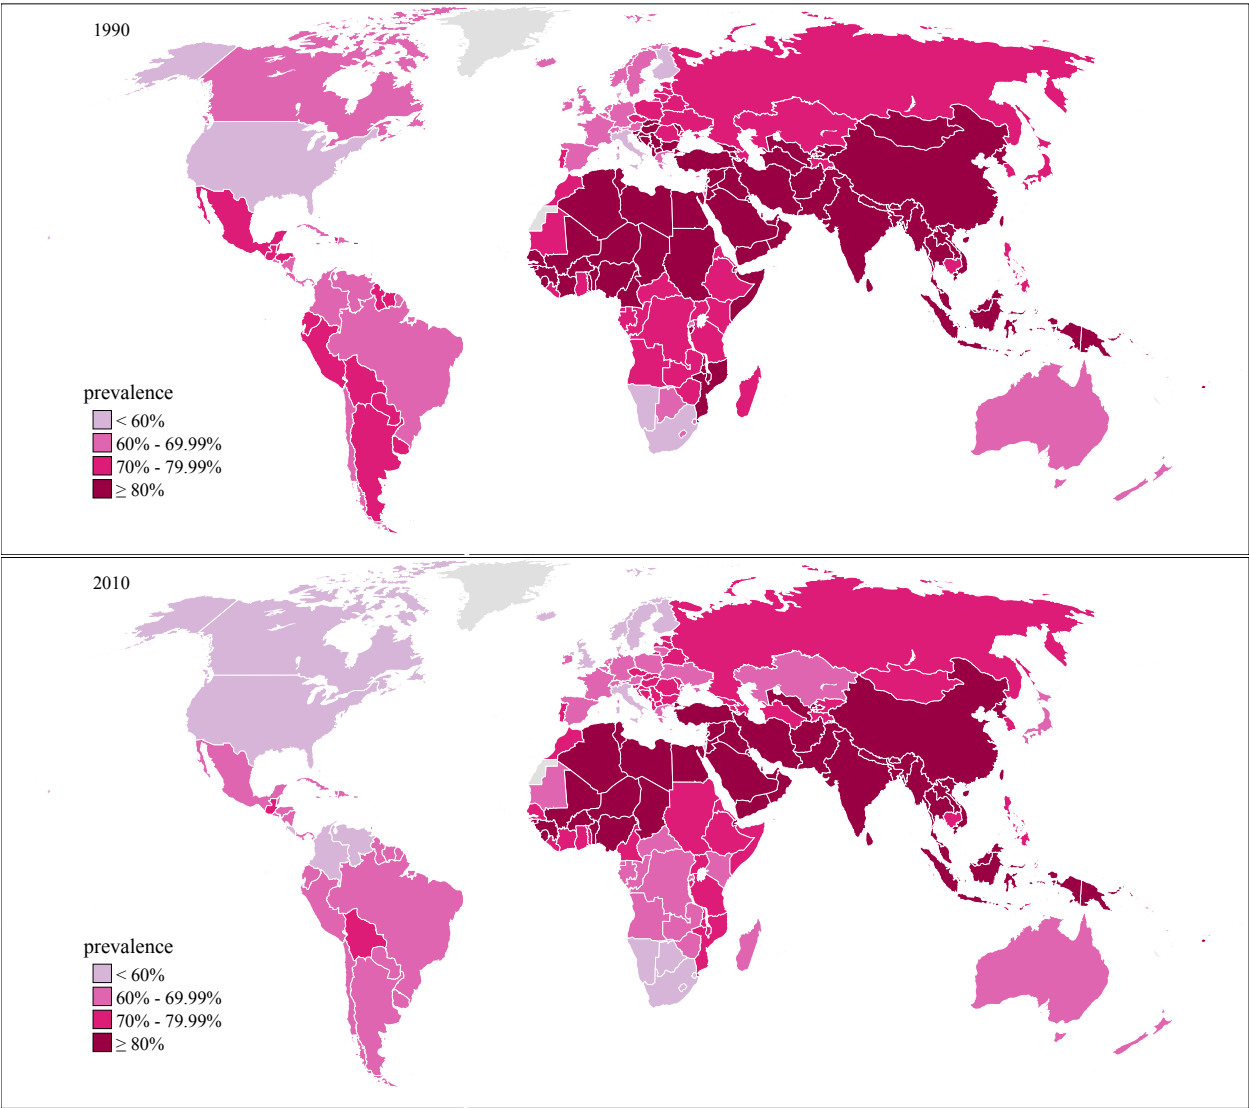 1990
prevalence
< 60%
60% - 69.99%
70% - 79.99%
≥ 80%
2010
prevalence
< 60%
60% - 69.99%
70% - 79.99%
≥ 80%